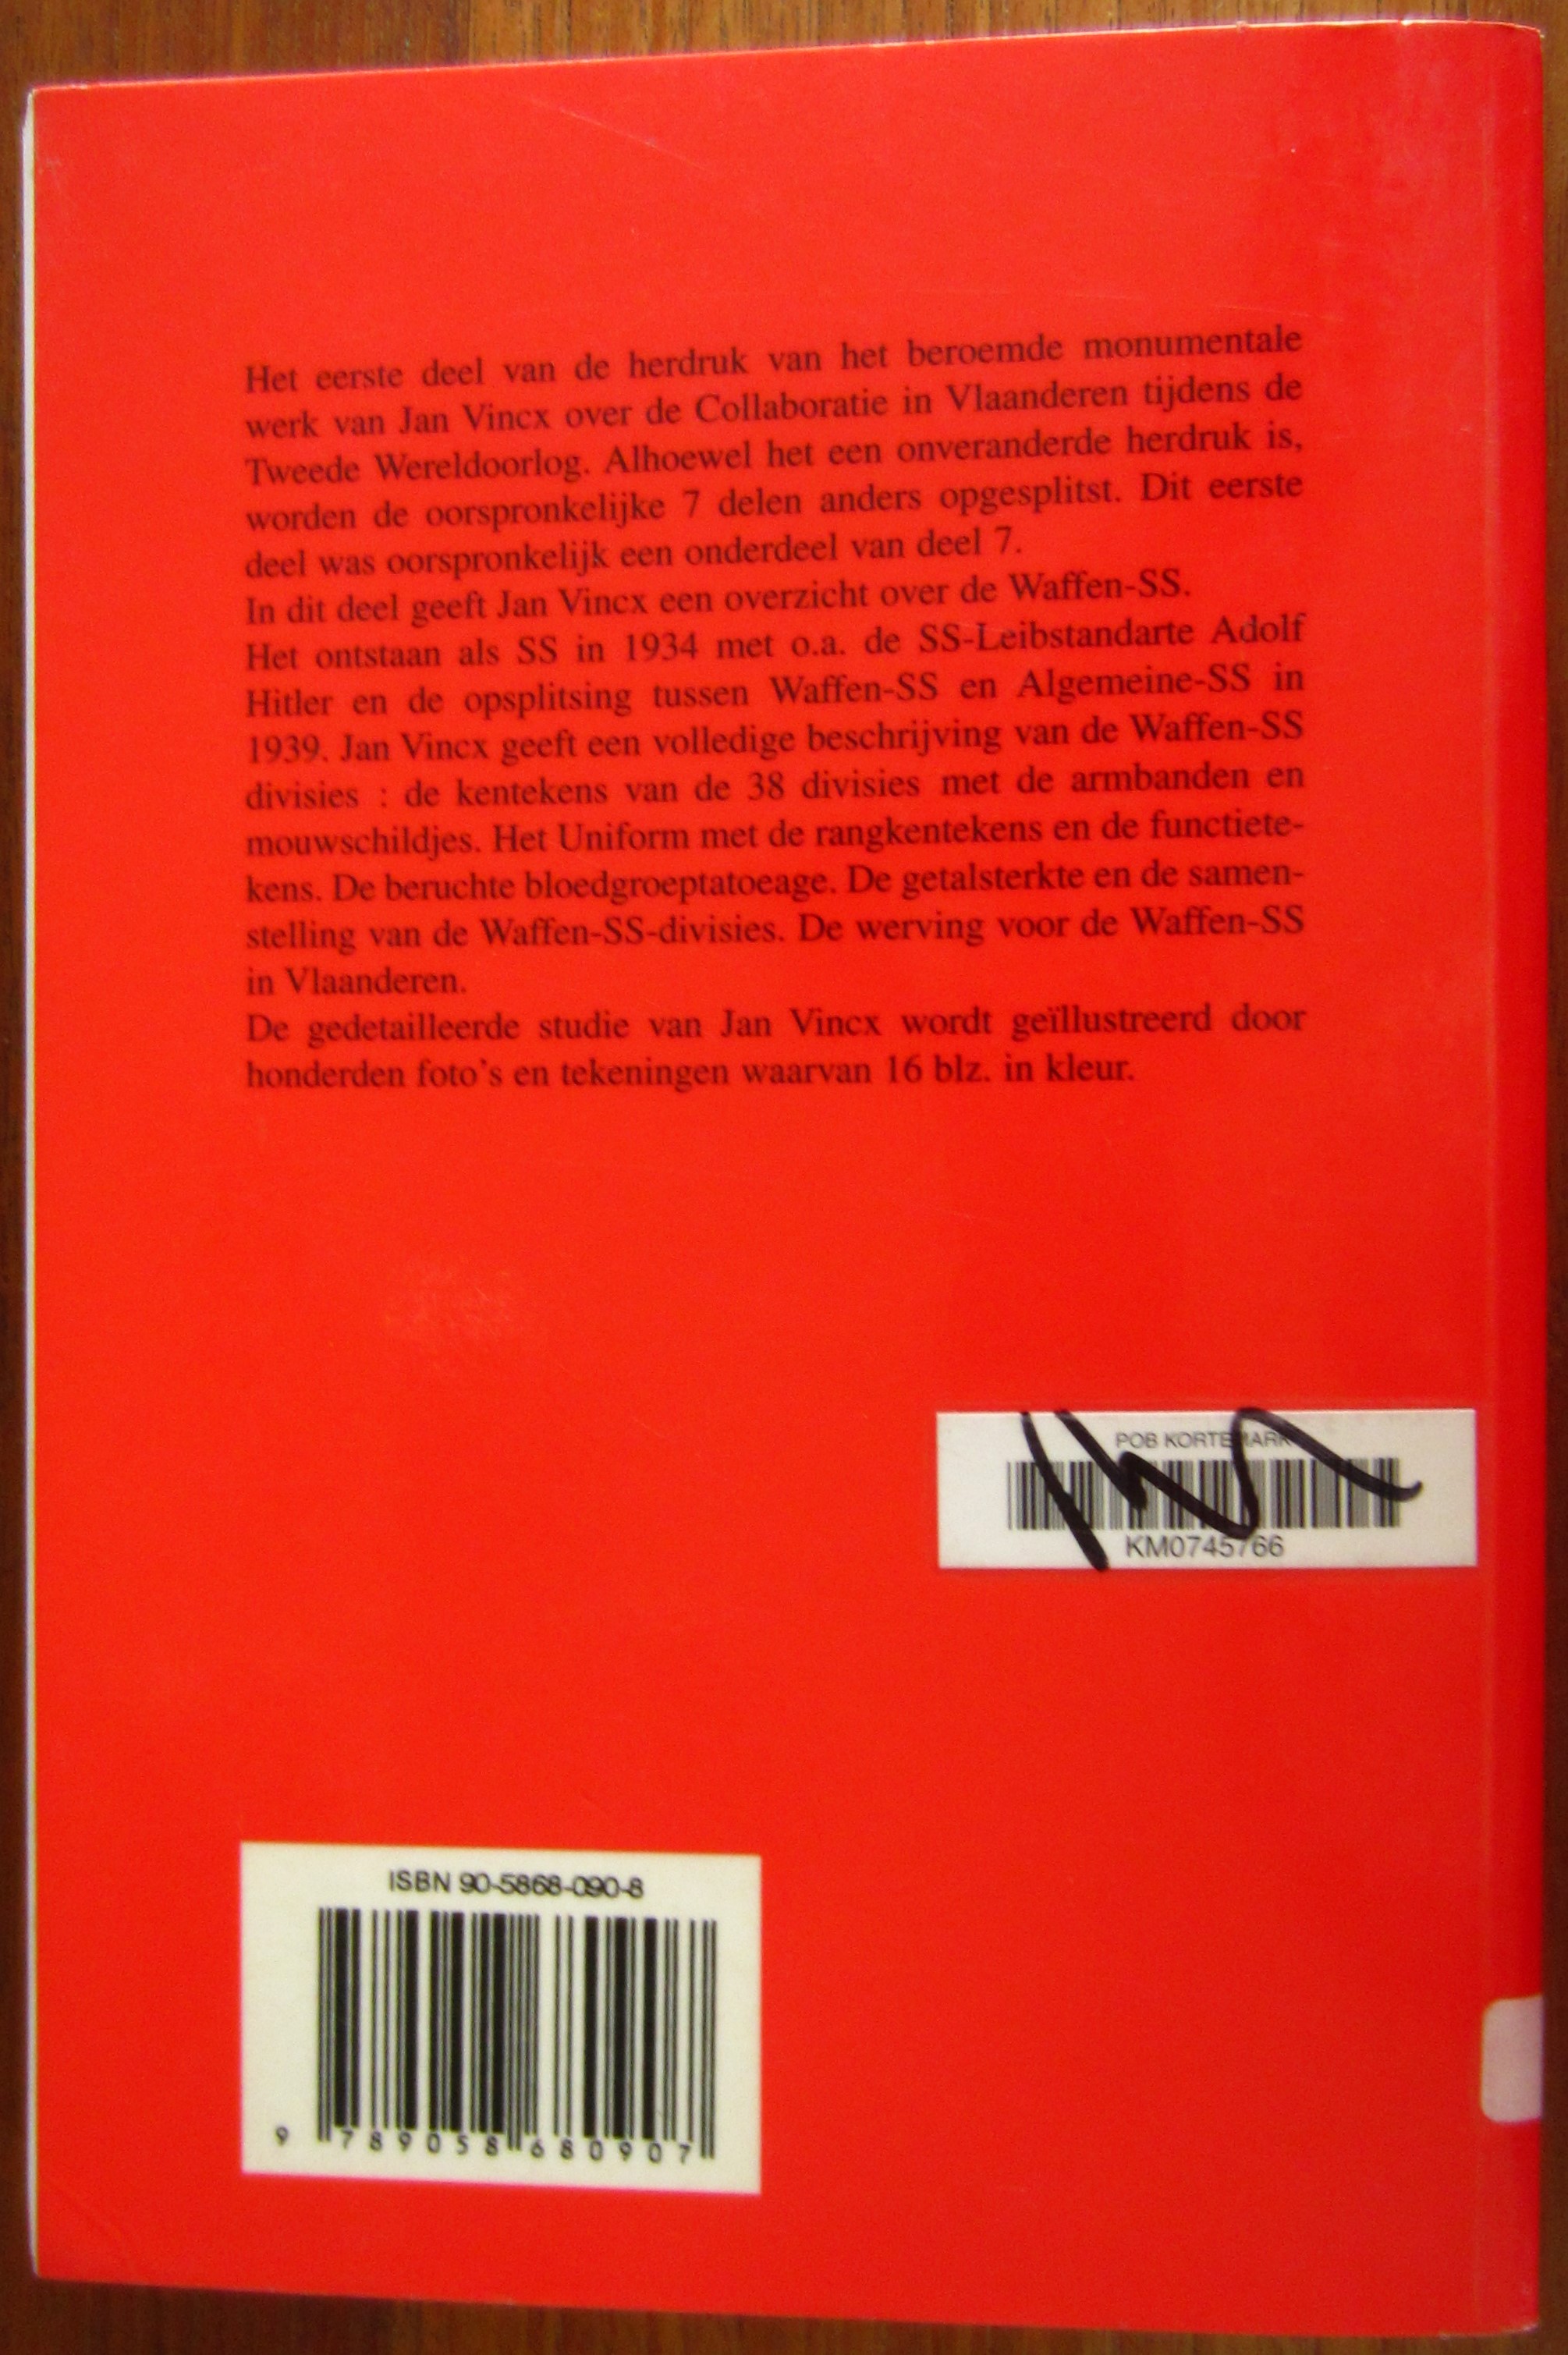 Het eerste deel van de herdruk van het beroemde monumentale
werk van Jan Vincx over de Collaboratie in Vlaanderen tijdens de
Tweede Wereldoorlog. Alhoewel het een onveranderde herdruk is,
worden de oorspronkelijke 7 delen anders opgesplitst. Dit eerste
deel was oorspronkelijk een onderdeel van deel 7.
In dit deel geeft Jan Vincx een overzicht over de Waffen-SS.
Het ontstaan als SS in 1934 met o.a. de SS-Leibstandarte Adolf
Hitler en de opsplitsing tussen Waffen-SS en Algemeine-SS in
1939. Jan Vincx geeft een volledige beschrijving van de Waffen-SS
divisies : de kentekens van de 38 divisies met de armbanden en
mouwschildjes. Het Uniform met de rangkentekens en de functiete-
kens. De beruchte bloedgroeptatoeage. De getalsterkte en de samen-
stelling van de Waffen-SS-divisies. De werving voor de Waffen-SS
in Vlaanderen.
De gedetailleerde studie van Jan Vincx wordt geïllustreerd door
honderden foto's en tekeningen waarvan 16 blz. in kleur.
POB KORTEMARK
KM0745766
ISBN 90-5868-090-8
9 789058 680907